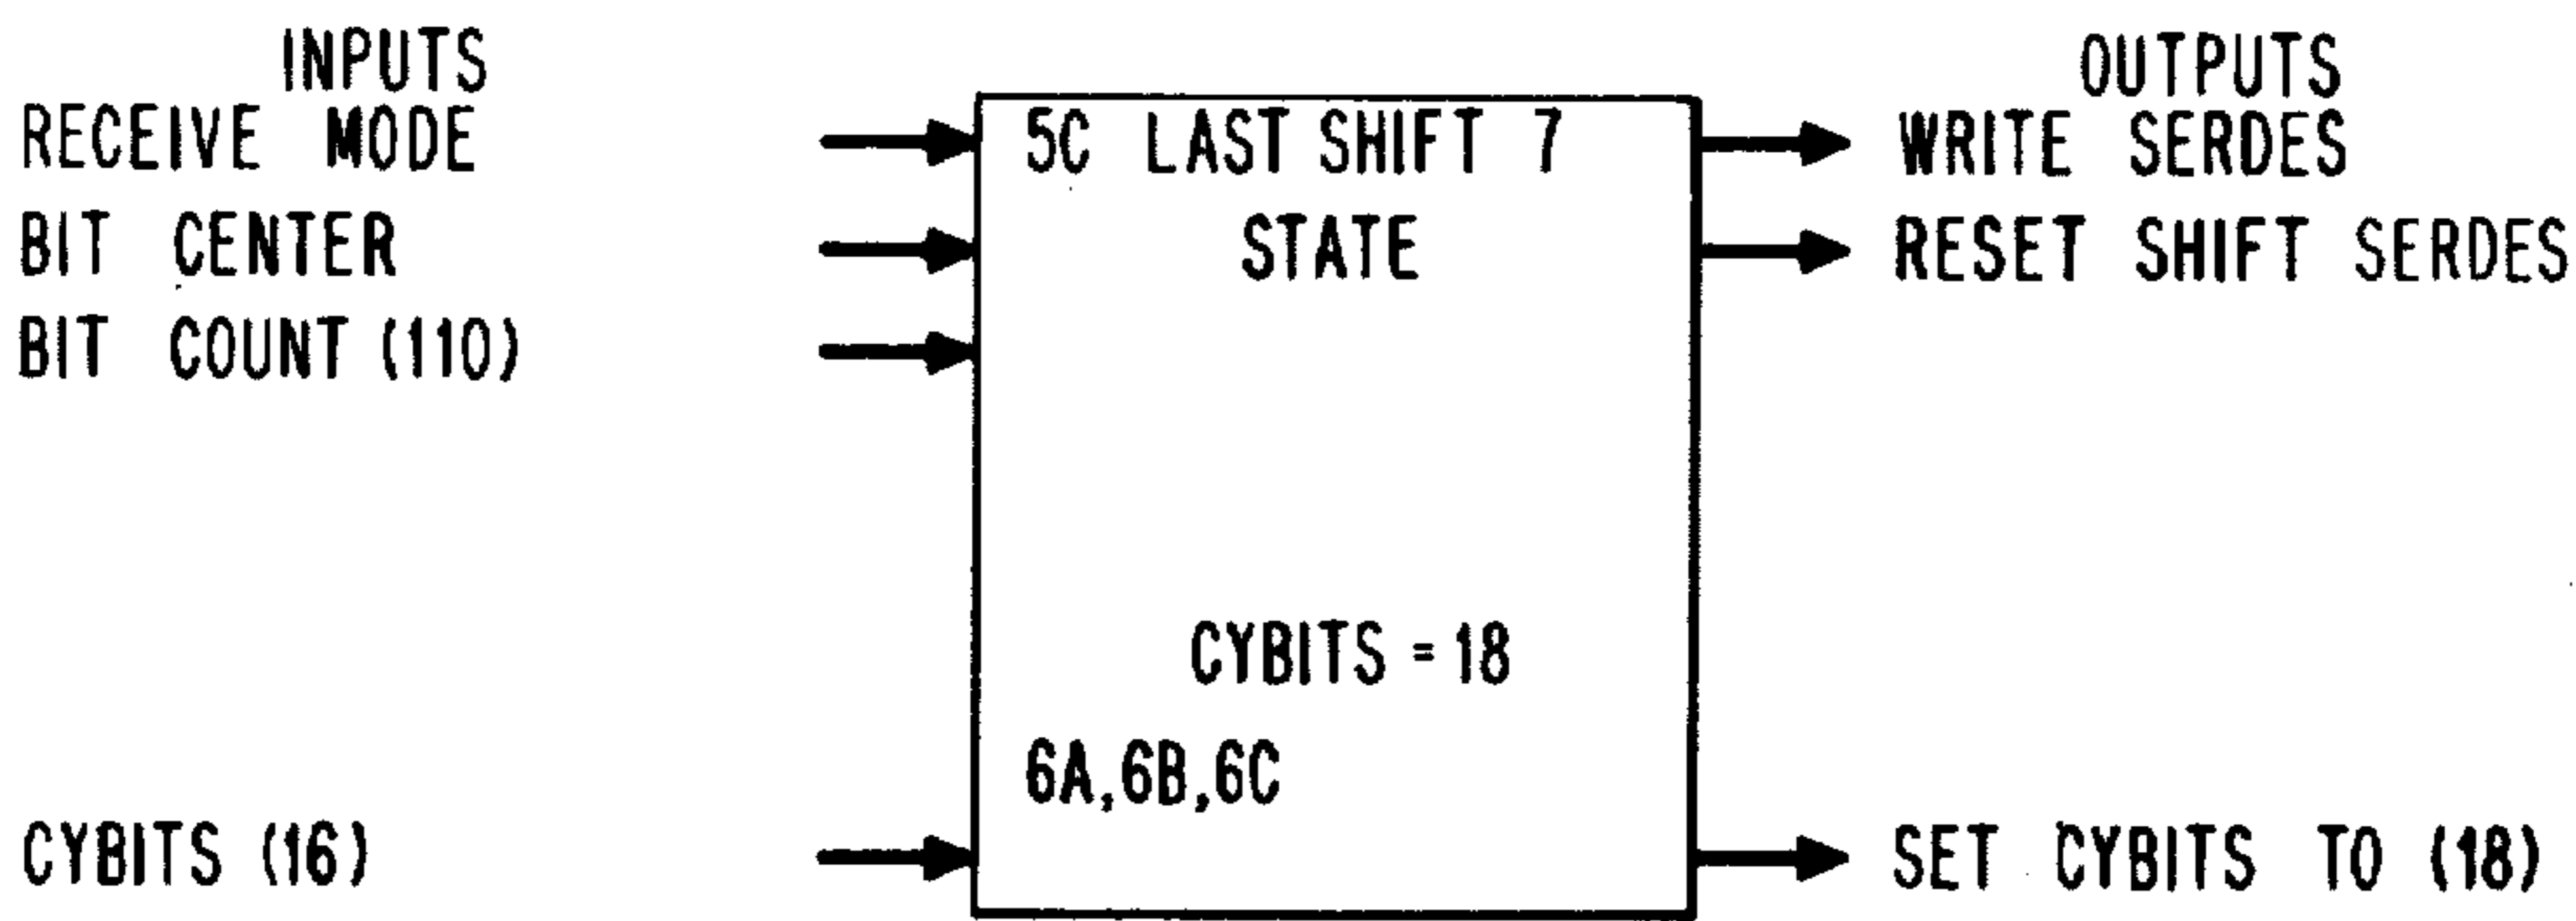 INPUTS
RECEIVE MODE
BIT CENTER
BIT COUNT (110)
CYBITS (16)
5C LAST SHIFT 7
STATE
CYBITS = 18
6A,6B,6C
OUTPUTS
WRITE SERDES
RESET SHIFT SERDES
SET CYBITS TO (18)